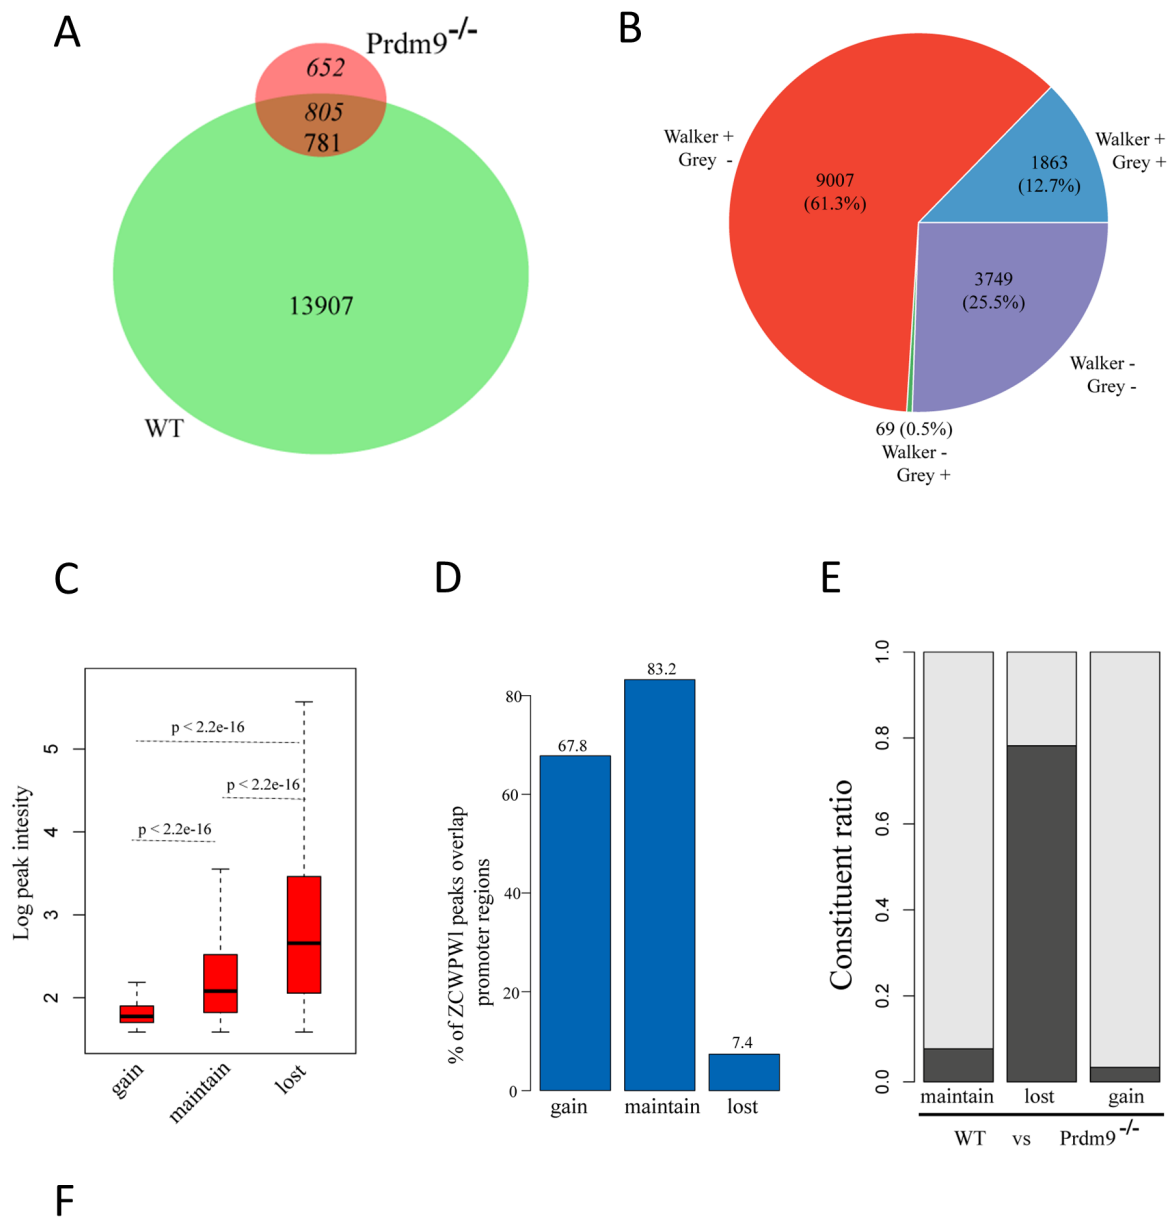 A
Prdm9-/-
652
805
781
13907
WT
B
Walker +
Grey -
9007
(61.3%)
1863
(12.7%)
Walker +
Grey +
3749
(25.5%)
Walker -
Grey -
69 (0.5%)
Walker -
Grey +
C
Log peak intesity
5
4
3
2
p < 2.2e-16
p < 2.2e-16
p < 2.2e-16
gain
maintain
lost
D
% of ZCWPW1 peaks overlap
promoter regions
80
60
40
20
0
67.8
83.2
7.4
gain
maintain
lost
E
Constituent ratio
1.0
0.8
0.6
0.4
0.2
0.0
maintain
lost
gain
WT vs Prdm9-/-
F